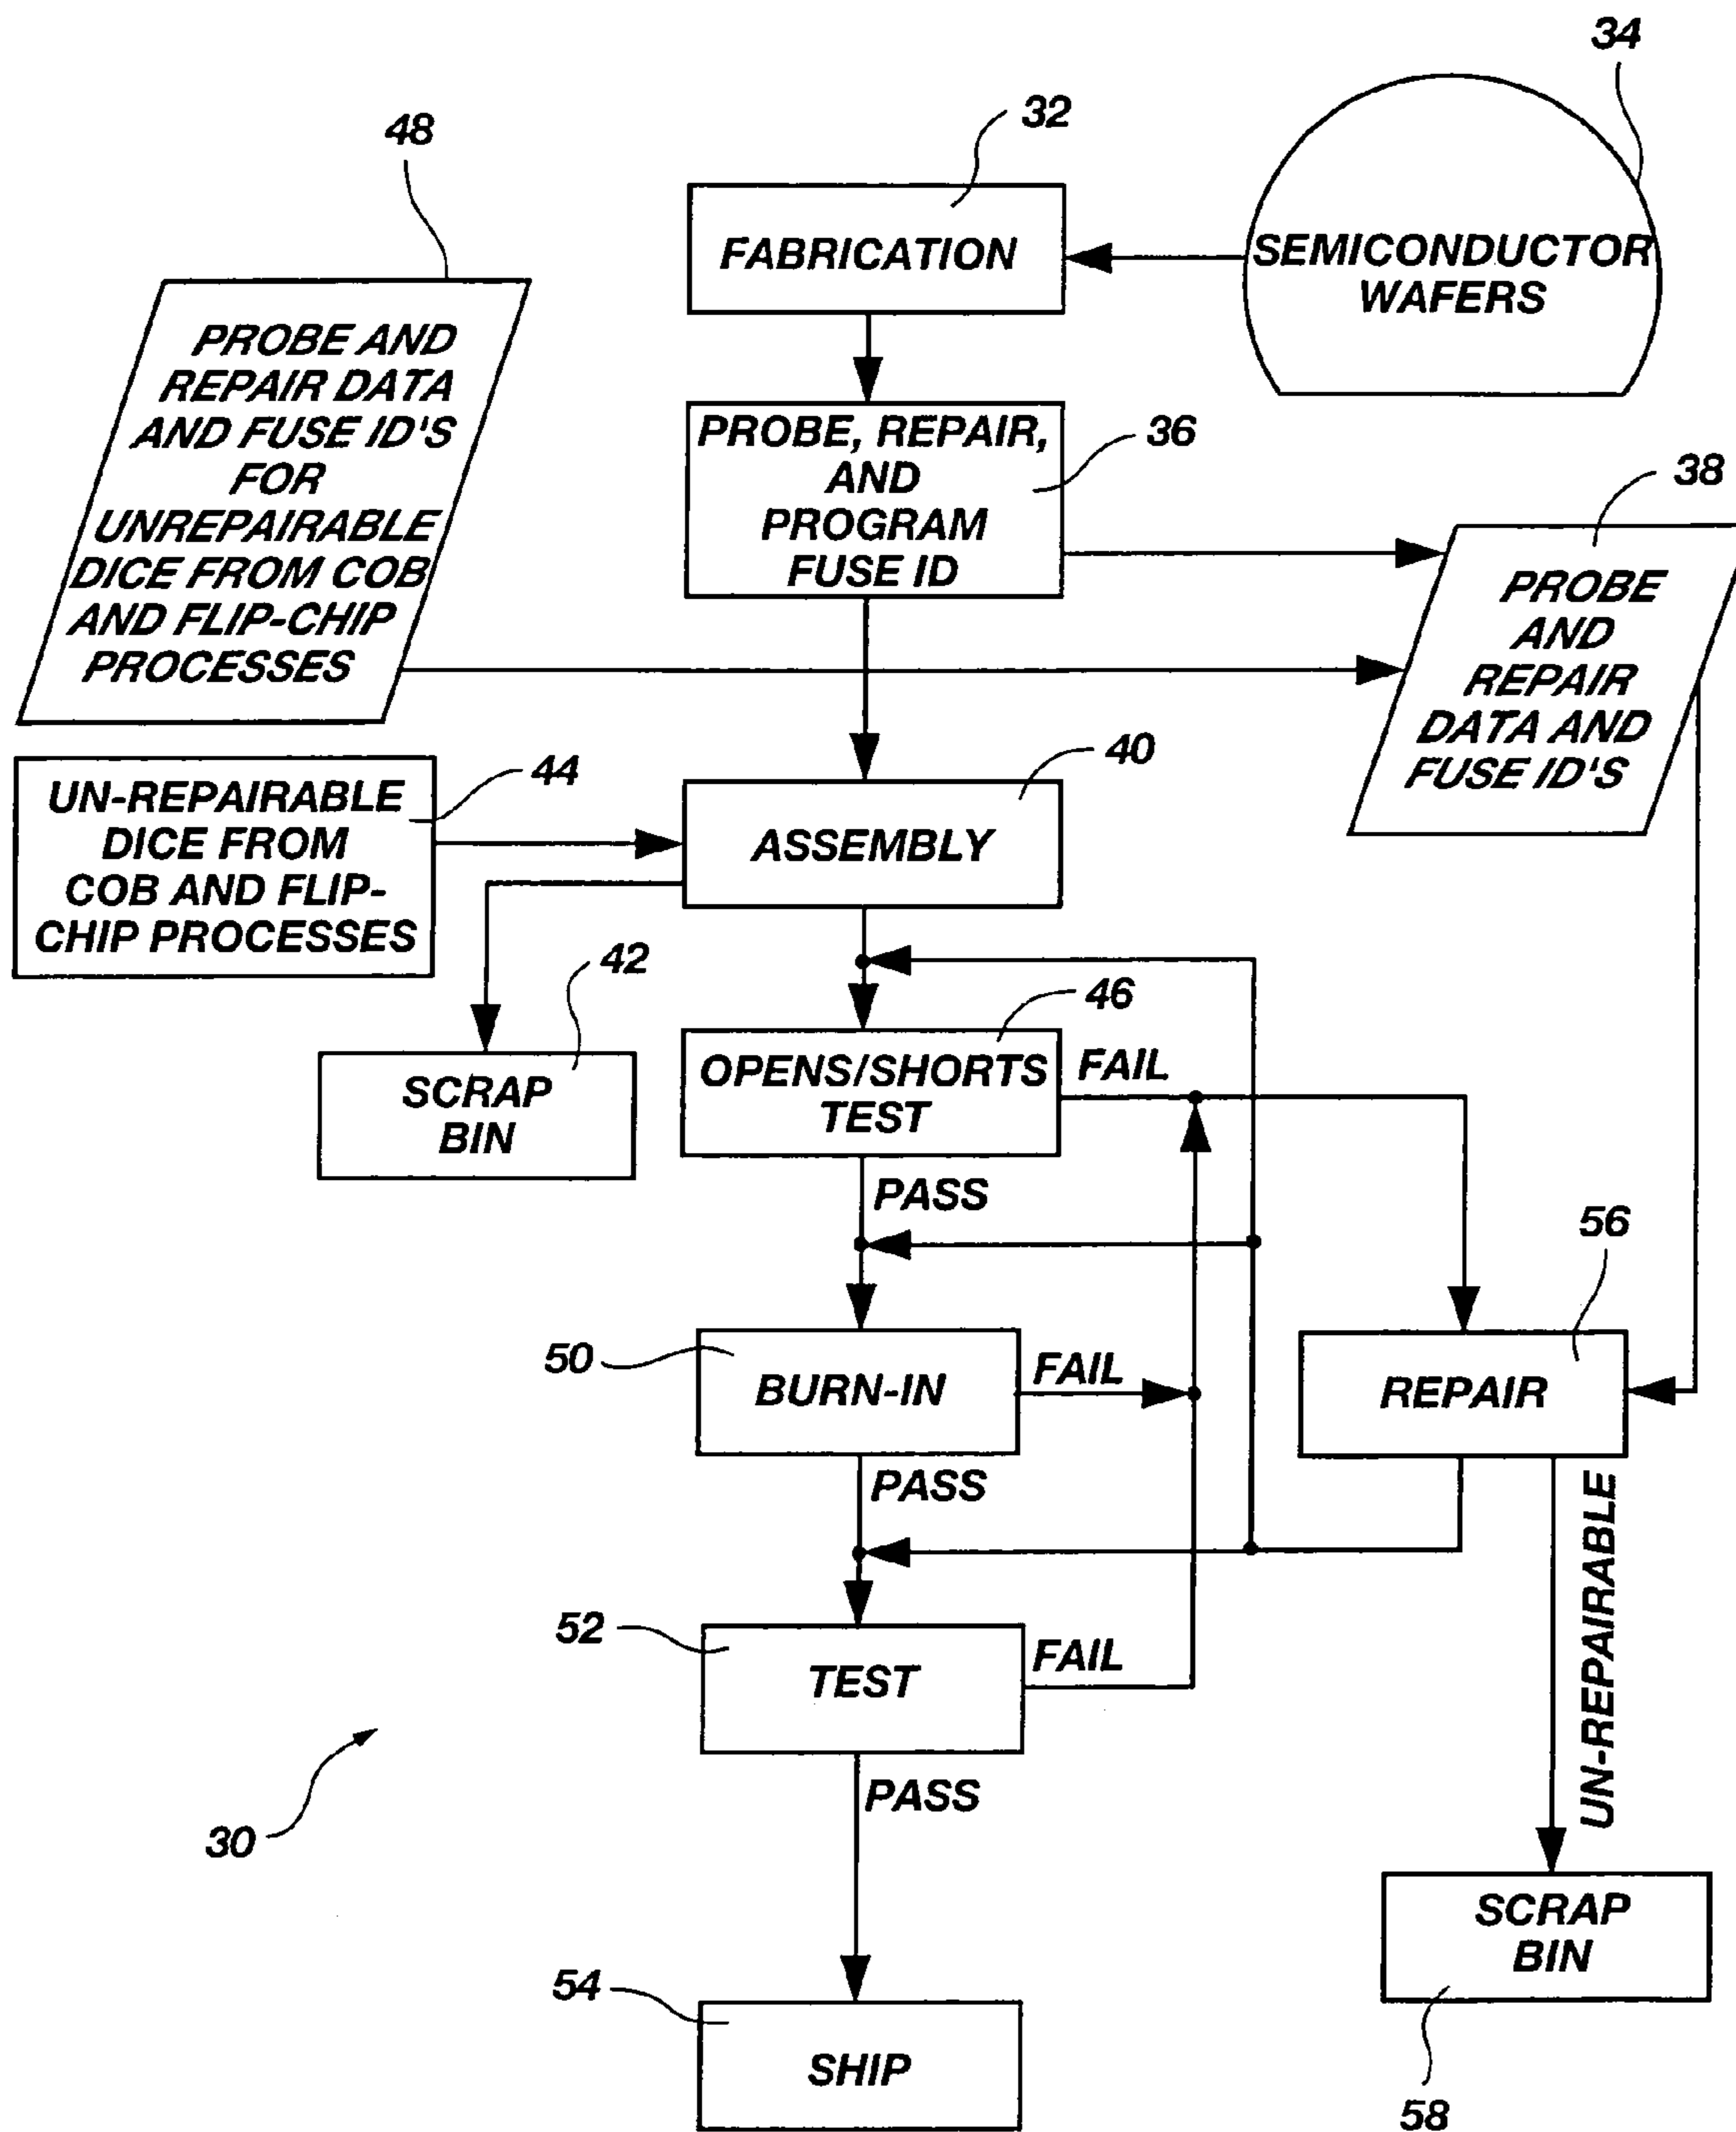 34
32
48
FABRICATION
SEMICONDUCTOR
WAFERS
PROBE AND
REPAIR DATA
AND FUSE ID'S
FOR
UNREPAIRABLE
DICE FROM COB
AND FLIP-CHIP
PROCESSES
PROBE, REPAIR,
AND
PROGRAM
FUSE ID
36
38
PROBE
AND
REPAIR
DATA AND
FUSE ID'S
40
44
UN-REPAIRABLE
DICE FROM
COB AND FLIP-
CHIP PROCESSES
ASSEMBLY
42
46
SCRAP
BIN
OPENS/SHORTS
TEST
FAIL
PASS
56
50
BURN-IN
FAIL
REPAIR
PASS
UN-REPAIRABLE
52
TEST
FAIL
PASS
30
SCRAP
BIN
54
SHIP
58